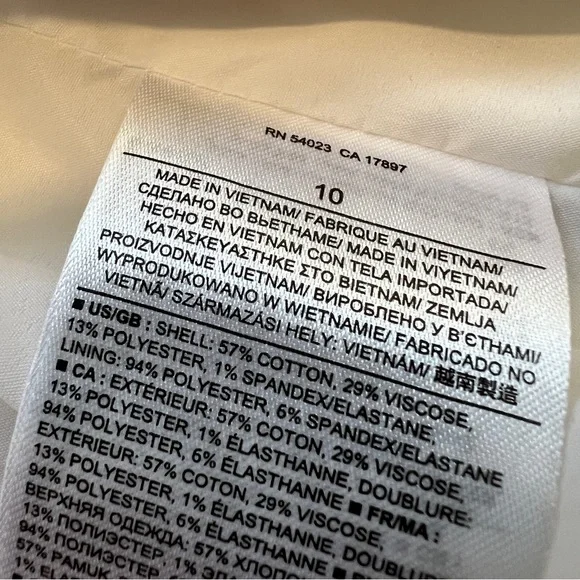 RN 54023 CA 17897
10
MADE IN VIETNAM/ FABRIQUE AU VIETNAM/
СДЕЛАНО ВО ВЬЕТНАМЕ/ MADE IN VIYETNAM/
HECHO EN VIETNAM CON TELA IMPORTADA/
ΚΑΤΑΣΚΕΥΑΣΤΗΚΕ ΣΤΟ ΒΙΕΤΝΑΜ/ ZEMLJA
PROIZVODNJE VIJETNAM/ ВИРОБЛЕНО У В'ЄТНАМІ/
WYPRODUKOWANO W WIETNAMIE/ FABRICADO NO
VIETNÃ/ SZÁRMAZÁSI HELY: VIETNÁM/ 越南製造
■ US/GB : SHELL: 57% COTTON, 29% VISCOSE,
13% POLYESTER, 1% SPANDEX/ELASTANE,
LINING: 94% POLYESTER, 6% SPANDEX/ELASTANE
■ CA : EXTÉRIEUR: 57% COTON, 29% VISCOSE,
13% POLYESTER, 1% ÉLASTHANNE, DOUBLURE:
94% POLYESTER, 6% ÉLASTHANNE ■ FR/MA :
EXTÉRIEUR: 57% COTON, 29% VISCOSE,
13% POLYESTER, 1% ÉLASTHANNE,
94% POLYESTER, 6% ÉLASTHANNE
ВЕРХНЯЯ ОДЕЖДА: 57% ХЛОПО
13% ПОЛИЭСТЕР, 1%
94% ПОЛИЭСТЕР,
57% PAMUK,